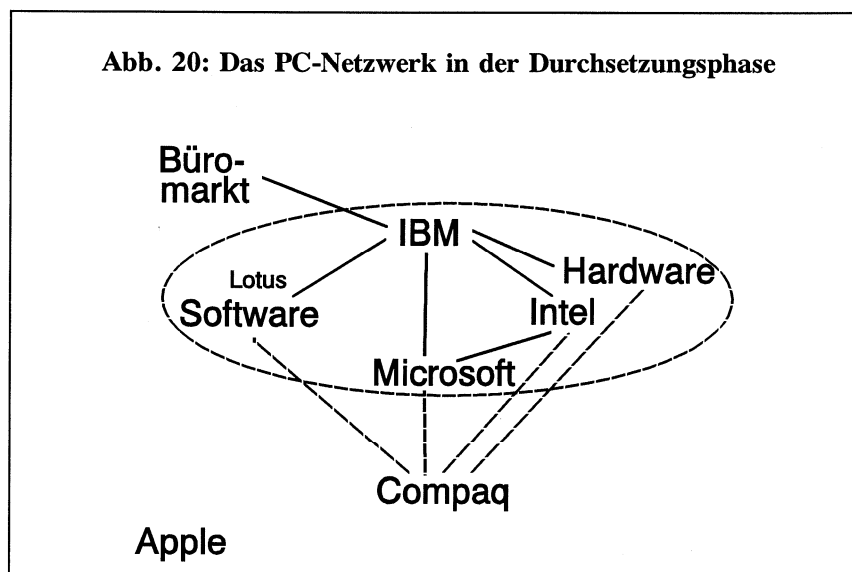 Abb. 20: Das PC-Netzwerk in der Durchsetzungsphase
Büro-
markt
IBM
Hardware
Lotus
Software
Intel
Microsoft
Compaq
Apple